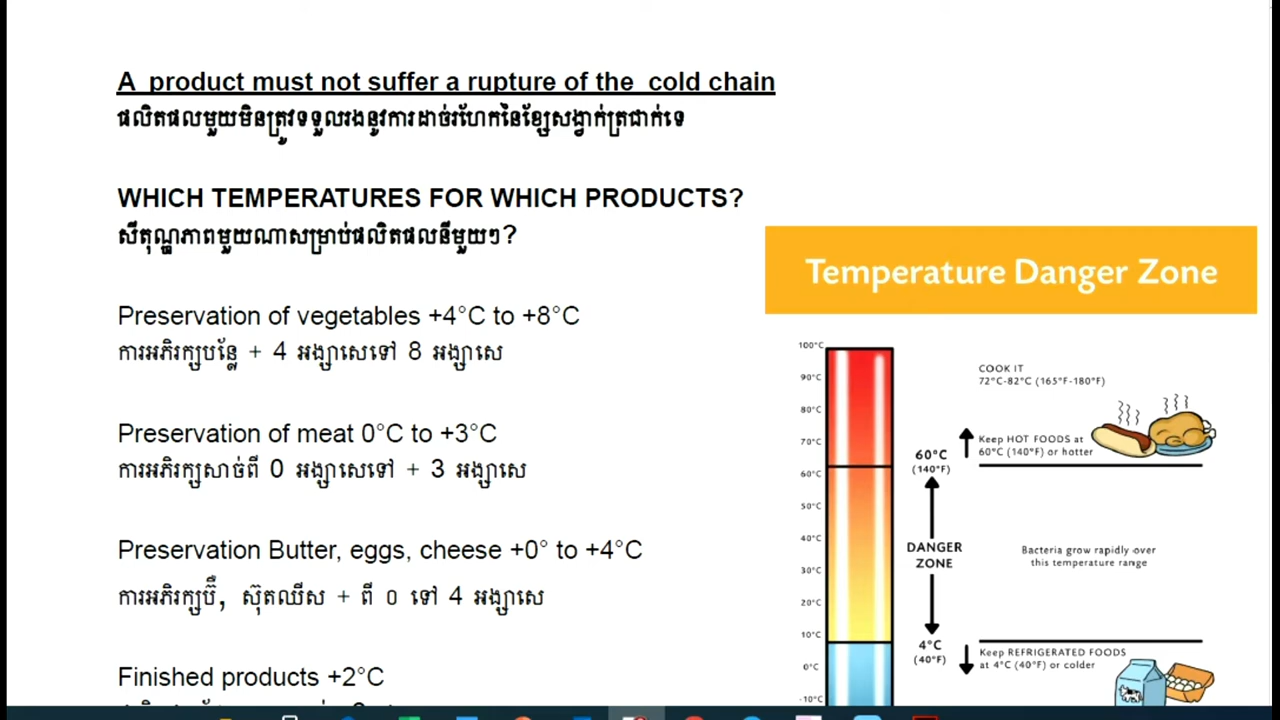 A product must not suffer a rupture of the cold chain
ផលិតផលមួយមិនត្រូវទទួលរងនូវការដាច់រហែកនៃខ្សែសង្វាក់ត្រជាក់ទេ
WHICH TEMPERATURES FOR WHICH PRODUCTS?
សីតុណ្ហភាពមួយណាសម្រាប់ផលិតផលនីមួយៗ?
Preservation of vegetables +4°C to +8°C
ការអភិរក្សបន្លែ + 4 អង្សាសេទៅ 8 អង្សាសេ
Preservation of meat 0°C to +3°C
ការអភិរក្សសាច់ពី 0 អង្សាសេទៅ + 3 អង្សាសេ
Preservation Butter, eggs, cheese +0° to +4°C
ការអភិរក្សប៊ឺ, ស៊ុតឈីស + ពី ០ ទៅ 4 អង្សាសេ
Finished products +2°C
Temperature Danger Zone
100°C
90°C
80°C
70°C
60°C
50°C
40°C
30°C
20°C
10°C
0°C
-10°C
COOK IT
72°C-82°C (165°F-180°F)
Keep HOT FOODS at
60°C (140°F) or hotter
60°C
(140°F)
DANGER
ZONE
Bacteria grow rapidly over
this temperature range
4°C
(40°F)
Keep REFRIGERATED FOODS
at 4°C (40°F) or colder